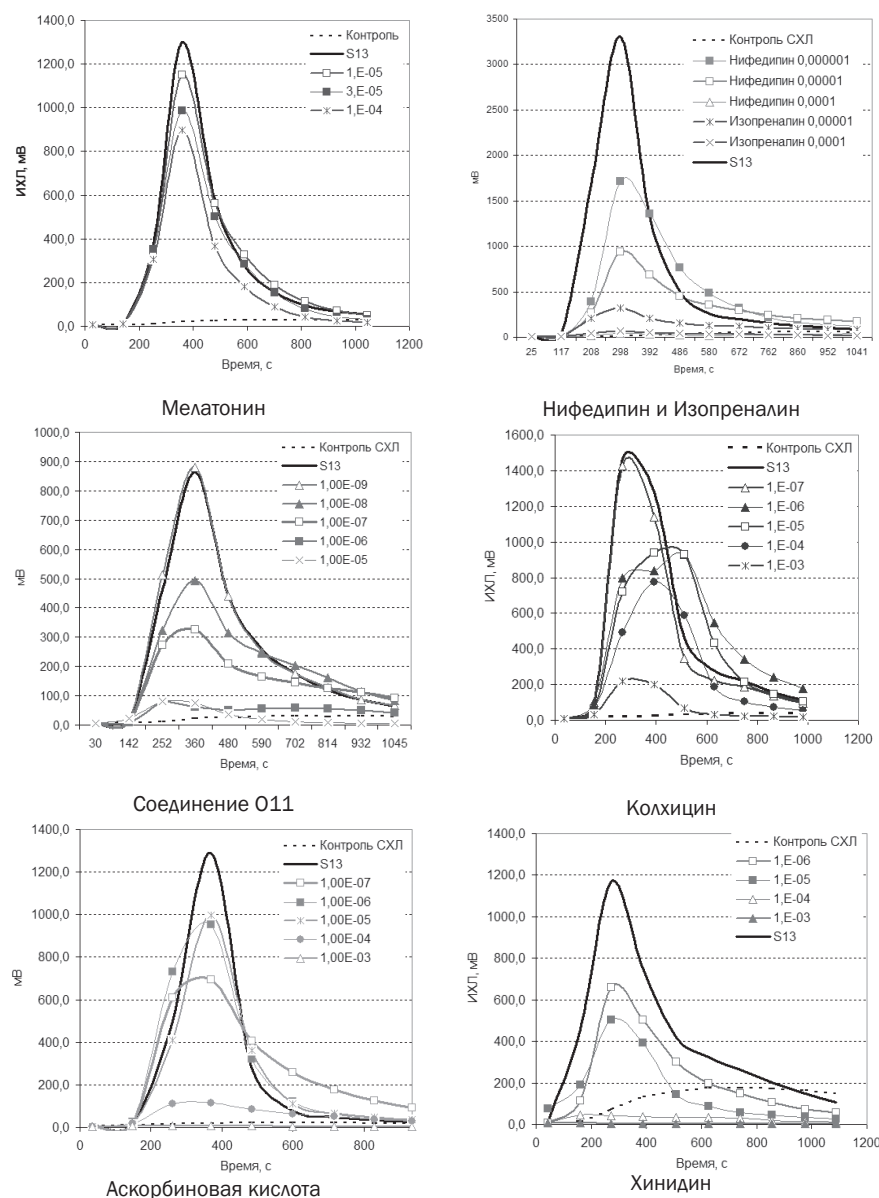 1400,0
1200,0
1000,0
800,0
600,0
400,0
200,0
0,0
ИХЛ, мВ
0 200 400 600 800 1000 1200
Время, с
Контроль
S13
1,E-05
3,E-05
1,E-04
Мелатонин
3500
3000
2500
2000
1500
1000
500
0
мВ
25 117 208 298 392 486 580 672 762 860 952 1041
Время, с
Контроль СХЛ
Нифедипин 0,000001
Нифедипин 0,00001
Нифедипин 0,0001
Изопреналин 0,00001
Изопреналин 0,0001
S13
Нифедипин и Изопреналин
1000,0
900,0
800,0
700,0
600,0
500,0
400,0
300,0
200,0
100,0
0,0
мВ
30 142 252 360 480 590 702 814 932 1045
Время, с
Контроль СХЛ
S13
1,00E-09
1,00E-08
1,00E-07
1,00E-06
1,00E-05
Соединение О11
1600,0
1400,0
1200,0
1000,0
800,0
600,0
400,0
200,0
0,0
ИХЛ, мВ
0 200 400 600 800 1000 1200
Время, с
Контроль СХЛ
S13
1,E-07
1,E-06
1,E-05
1,E-04
1,E-03
Колхицин
1400,0
1200,0
1000,0
800,0
600,0
400,0
200,0
0,0
мВ
0 200 400 600 800
Время, с
Контроль СХЛ
S13
1,00E-07
1,00E-06
1,00E-05
1,00E-04
1,00E-03
Аскорбиновая кислота
1400,0
1200,0
1000,0
800,0
600,0
400,0
200,0
0,0
ИХЛ, мВ
0 200 400 600 800 1000 1200
Время, с
Контроль СХЛ
1,E-06
1,E-05
1,E-04
1,E-03
S13
Хинидин